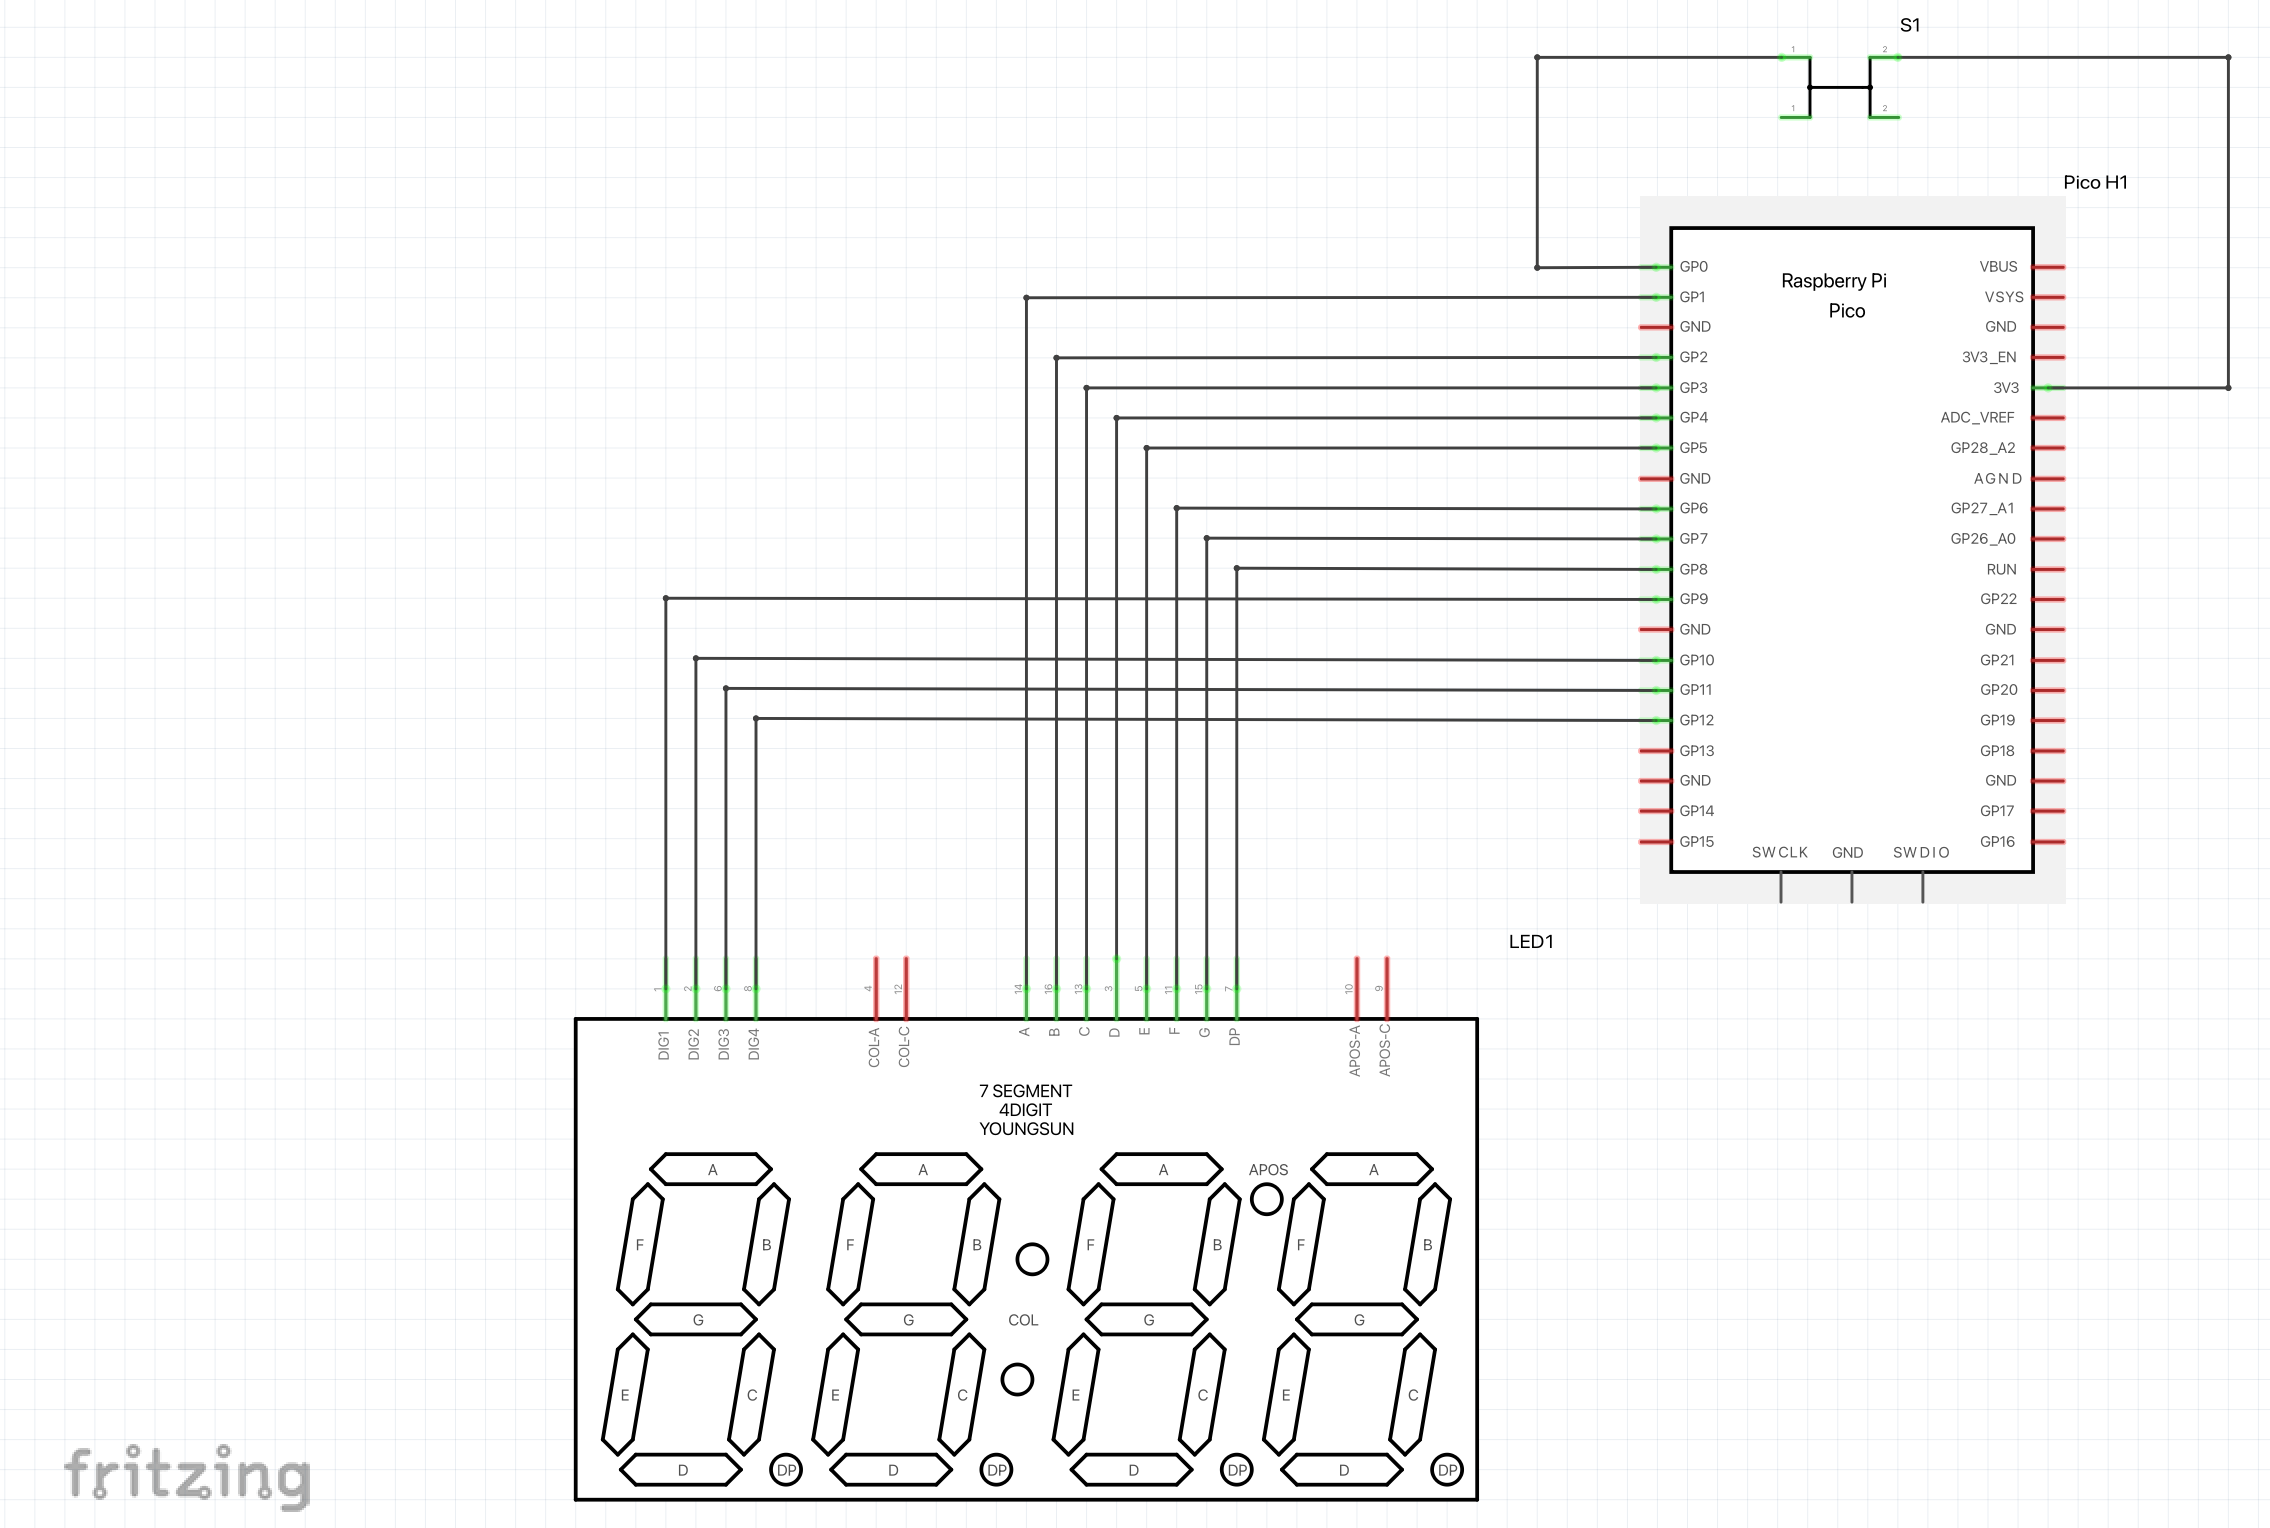 S1
1 2
1 2
Pico H1
Raspberry Pi
Pico
GP0 VBUS
GP1 VSYS
GND GND
GP2 3V3_EN
GP3 3V3
GP4 ADC_VREF
GP5 GP28_A2
GND AGND
GP6 GP27_A1
GP7 GP26_A0
GP8 RUN
GP9 GP22
GND GND
GP10 GP21
GP11 GP20
GP12 GP19
GP13 GP18
GND GND
GP14 GP17
GP15 GP16
SWCLK GND SWDIO
LED1
1 2 6 8 4 12 14 16 13 3 5 11 15 7 10 9
DIG1 DIG2 DIG3 DIG4 COL-A COL-C A B C D E F G DP APOS-A APOS-C
7 SEGMENT
4DIGIT
YOUNGSUN
A A A APOS A
F B F B F B F B
G G COL G G
E C E C E C E C
D DP D DP D DP D DP
fritzing